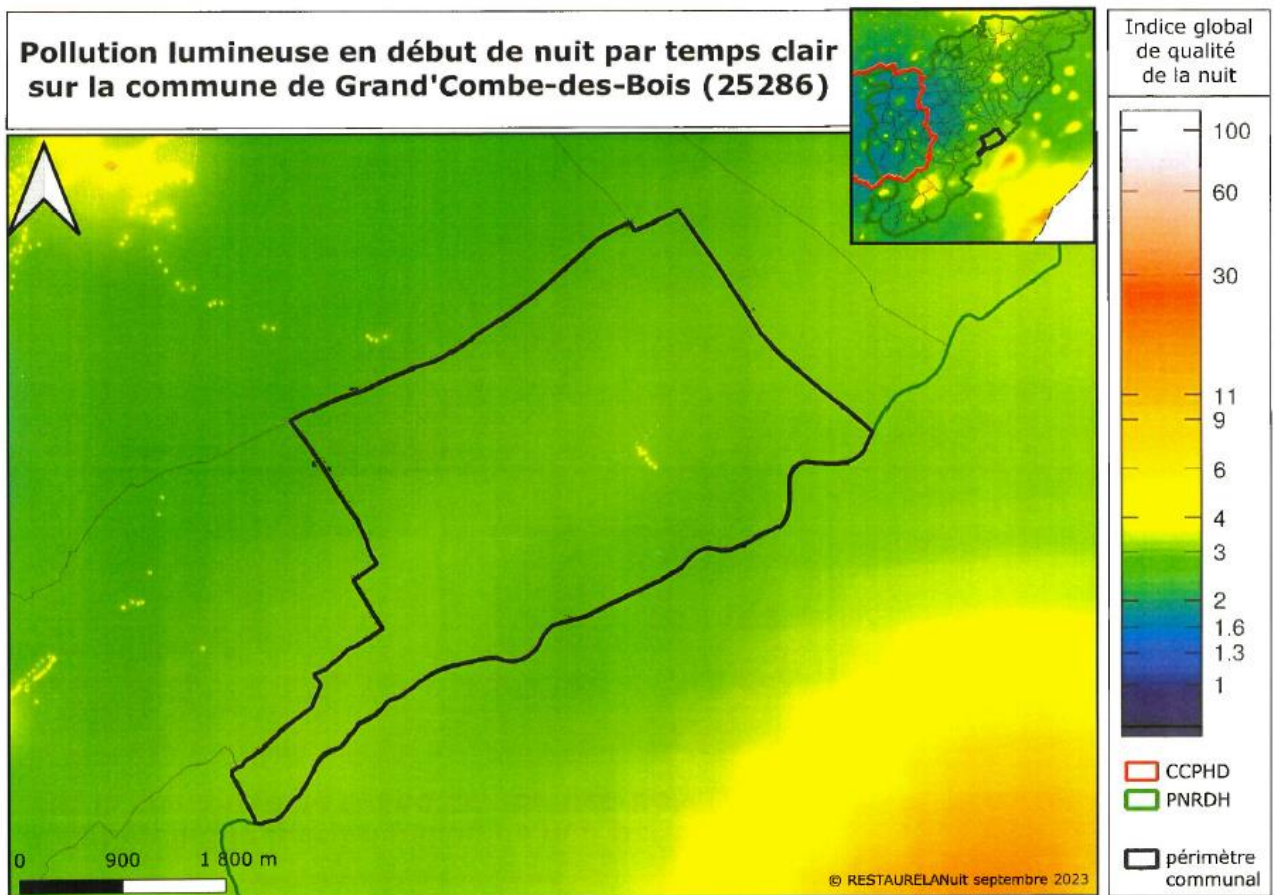 Pollution lumineuse en début de nuit par temps clair
sur la commune de Grand'Combe-des-Bois (25286)
Indice global
de qualité
de la nuit
100
60
30
11
9
6
4
3
2
1.6
1.3
1
CCPHD
PNRDH
périmètre
communal
0 900 1 800 m
© RESTAURELANuit septembre 2023